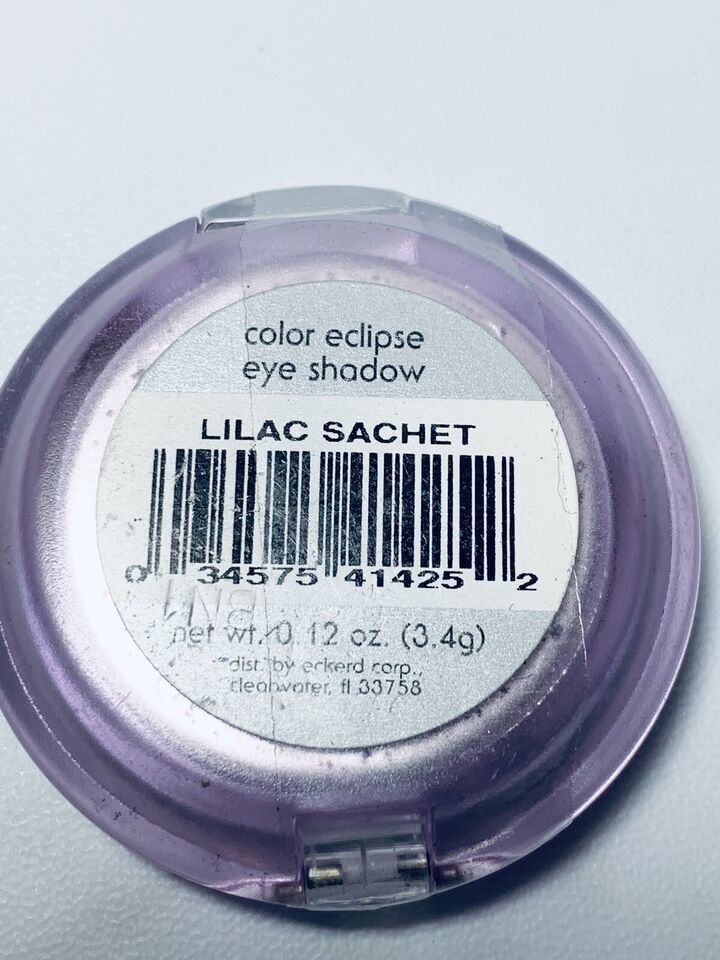 color eclipse
eye shadow
LILAC SACHET
0 34575 41425 2
BN1
net wt. 0.12 oz. (3.4g)
dist. by eckerd corp.,
clearwater, fl 33758